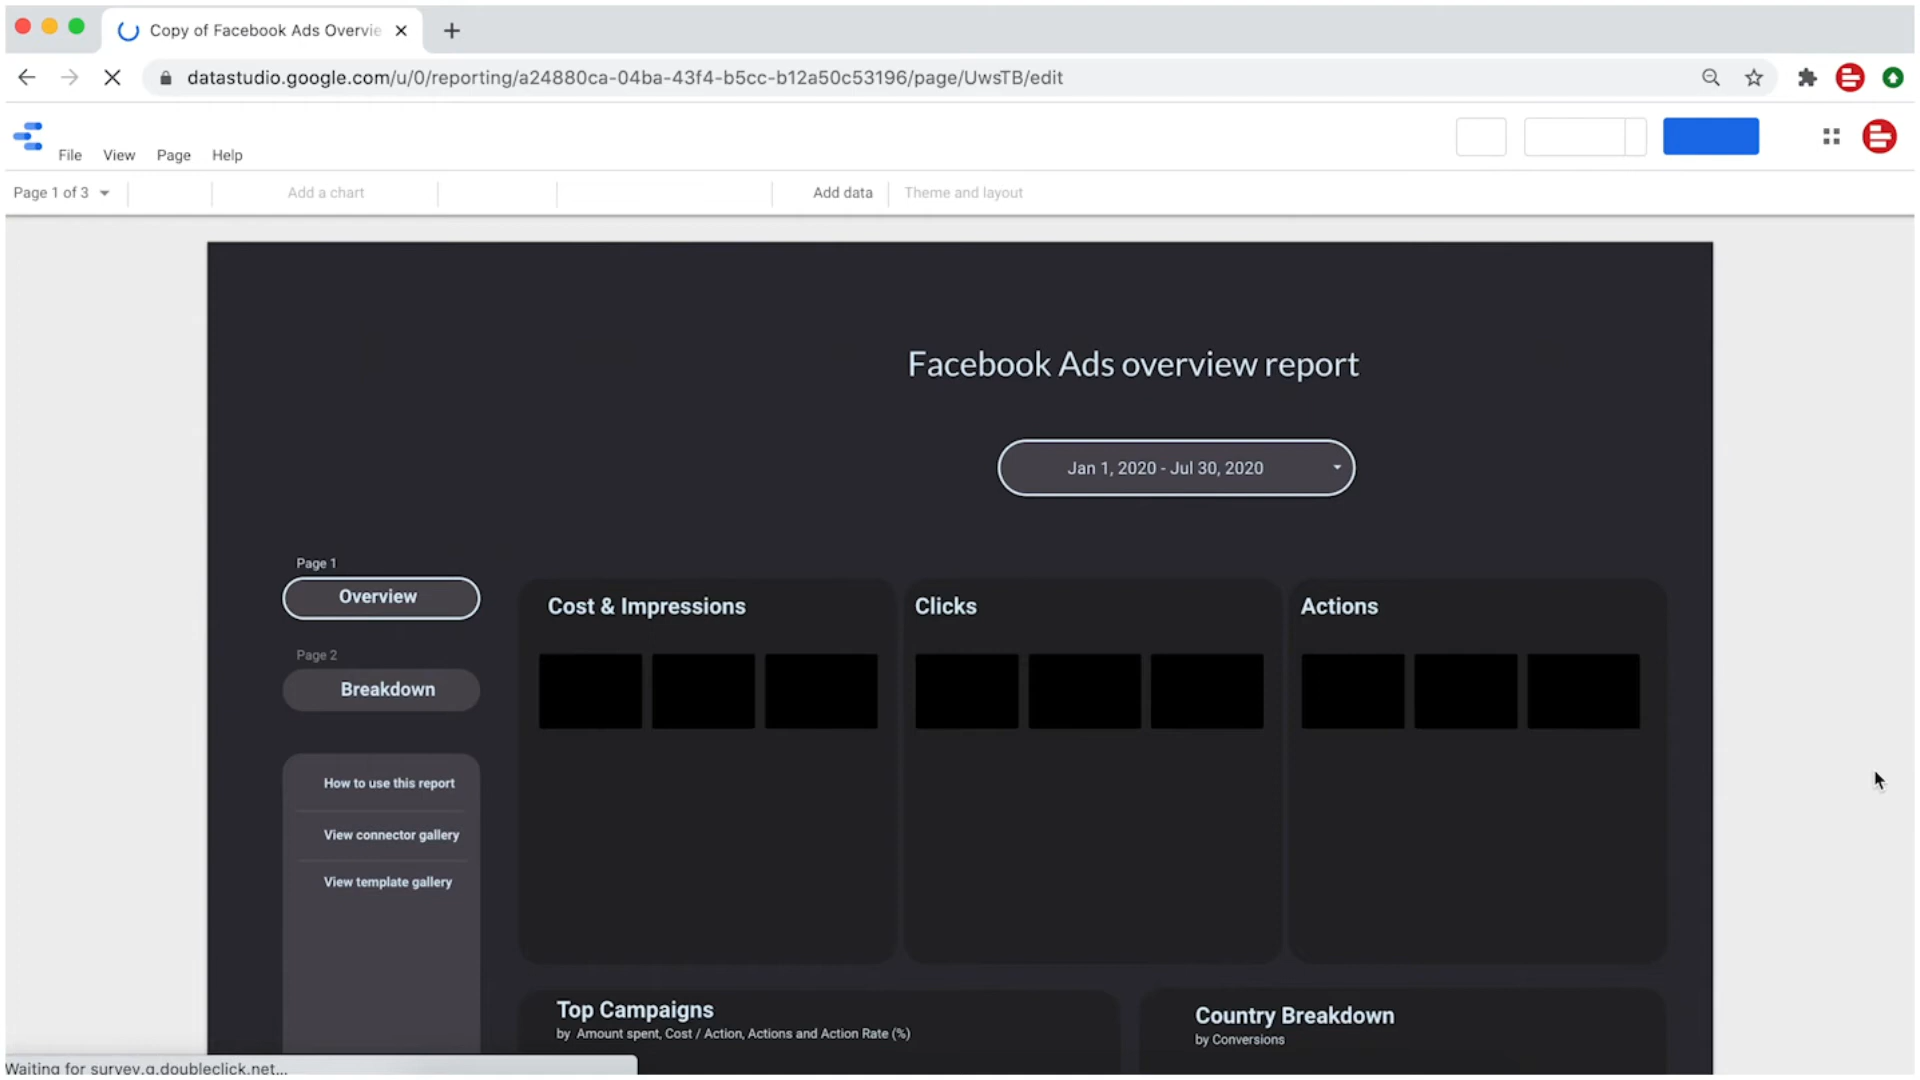 Copy of Facebook Ads Overvie
datastudio.google.com/u/0/reporting/a24880ca-04ba-43f4-b5cc-b12a50c53196/page/UwsTB/edit
File View Page Help
Page 1 of 3 Add a chart Add data Theme and layout
Facebook Ads overview report
Jan 1, 2020 - Jul 30, 2020
Page 1
Overview
Page 2
Breakdown
How to use this report
View connector gallery
View template gallery
Cost & Impressions
Clicks
Actions
Top Campaigns
by Amount spent, Cost / Action, Actions and Action Rate (%)
Country Breakdown
by Conversions
Waiting for survey.g.doubleclick.net...